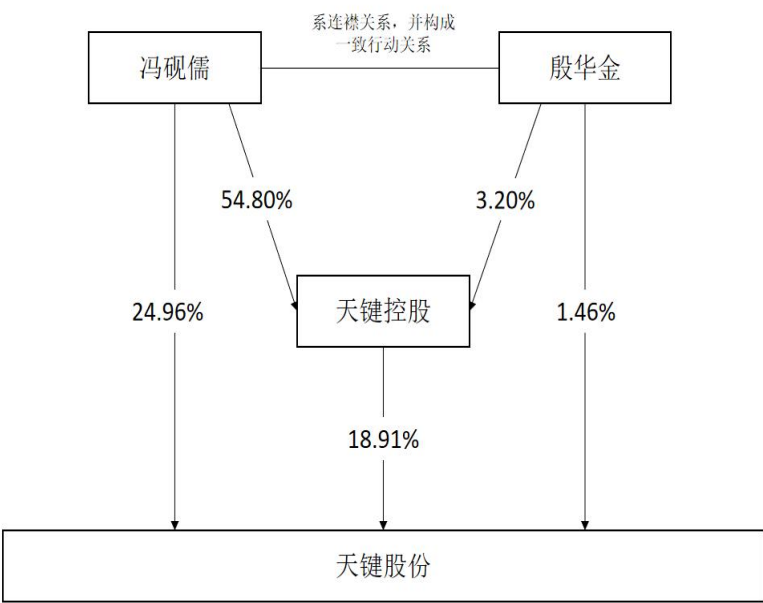 系连襟关系，并构成
一致行动关系
冯砚儒
殷华金
54.80%
3.20%
24.96%
天键控股
1.46%
18.91%
天键股份